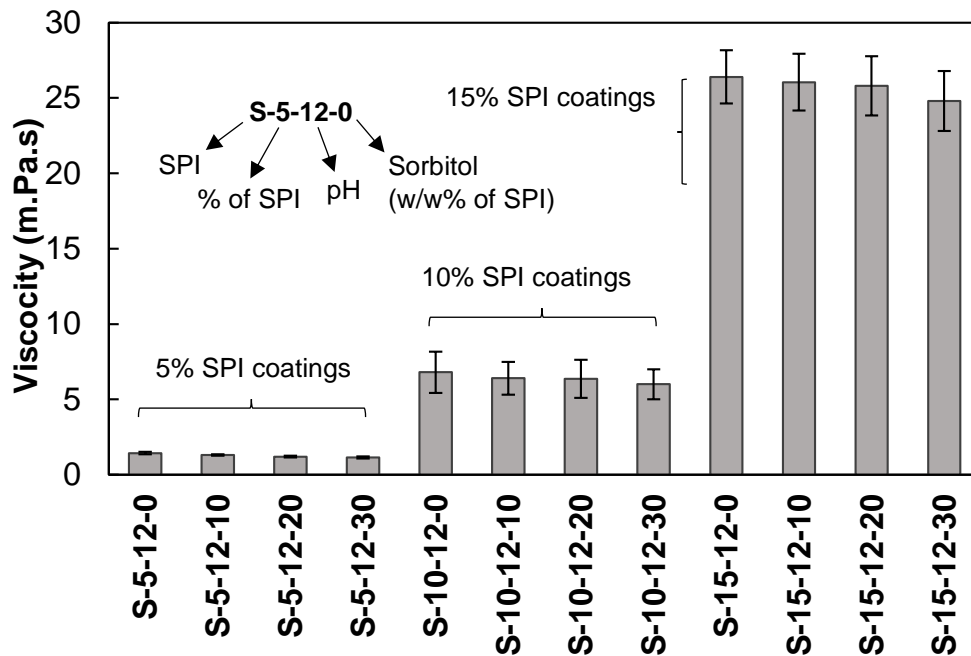 30
25
20
15
10
5
0
Viscocity (m.Pa.s)
S-5-12-0
SPI
% of SPI
pH
Sorbitol
(w/w% of SPI)
5% SPI coatings
10% SPI coatings
15% SPI coatings
S-5-12-0
S-5-12-10
S-5-12-20
S-5-12-30
S-10-12-0
S-10-12-10
S-10-12-20
S-10-12-30
S-15-12-0
S-15-12-10
S-15-12-20
S-15-12-30